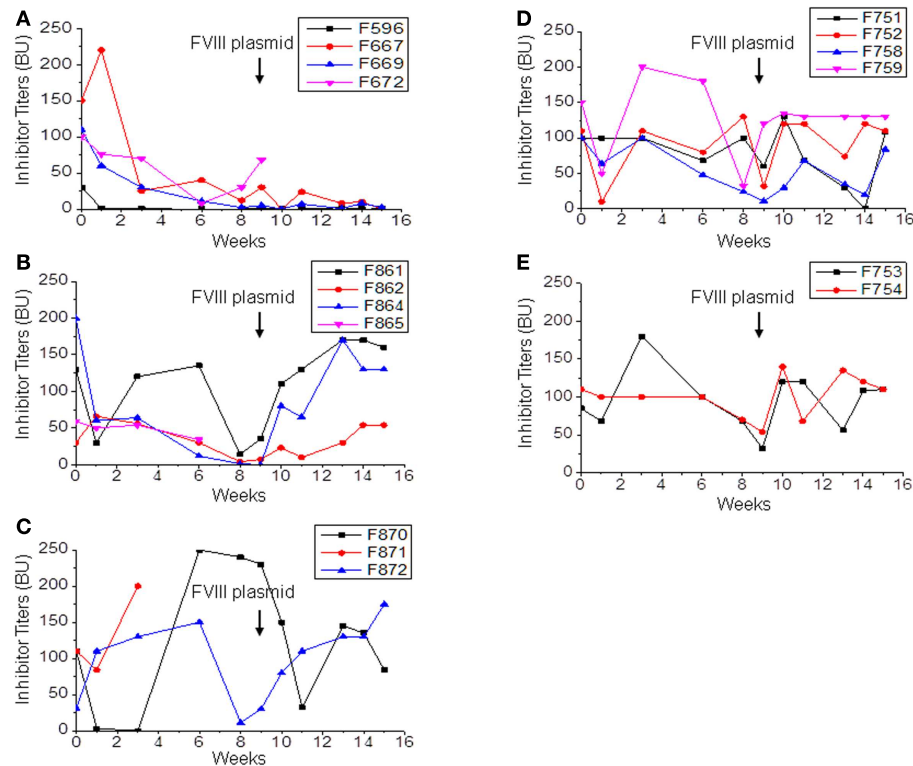 A
Inhibitor Titers (BU)
250
200
150
100
50
0
0 2 4 6 8 10 12 14 16
Weeks
FVIII plasmid
F596
F667
F669
F672
B
Inhibitor Titers (BU)
250
200
150
100
50
0
0 2 4 6 8 10 12 14 16
Weeks
FVIII plasmid
F861
F862
F864
F865
C
Inhibitor Titers (BU)
250
200
150
100
50
0
0 2 4 6 8 10 12 14 16
Weeks
FVIII plasmid
F870
F871
F872
D
Inhibitor Titers (BU)
250
200
150
100
50
0
0 2 4 6 8 10 12 14 16
Weeks
FVIII plasmid
F751
F752
F758
F759
E
Inhibitor Titers (BU)
250
200
150
100
50
0
0 2 4 6 8 10 12 14 16
Weeks
FVIII plasmid
F753
F754